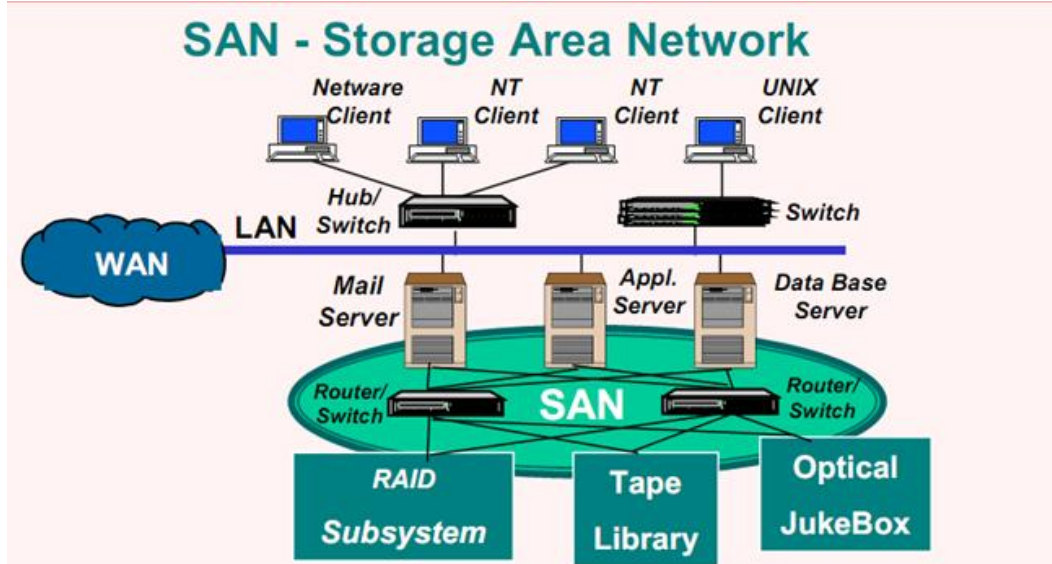 SAN - Storage Area Network
Netware
Client
NT
Client
NT
Client
UNIX
Client
Hub/
Switch
Switch
LAN
WAN
Mail
Server
Appl.
Server
Data Base
Server
Router/
Switch
SAN
Router/
Switch
RAID
Subsystem
Tape
Library
Optical
JukeBox